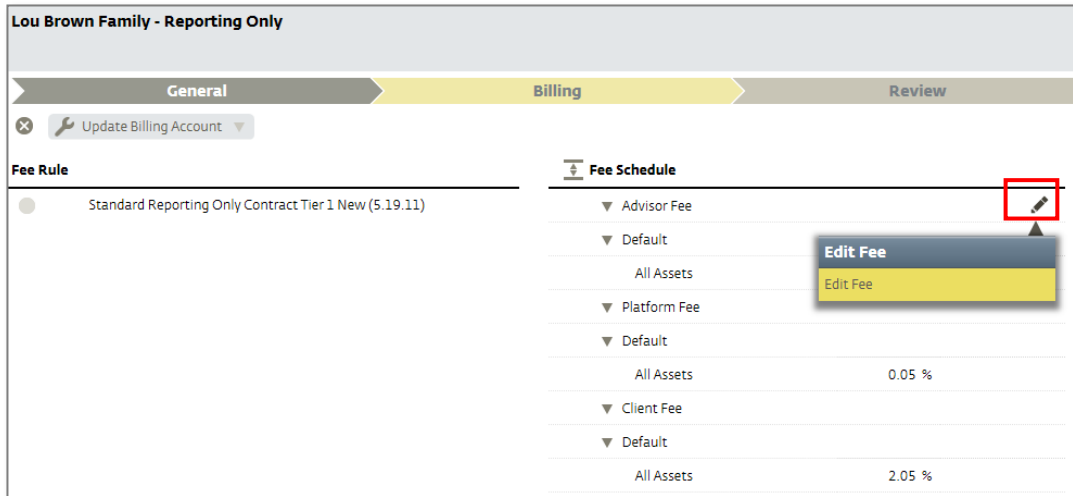 Lou Brown Family - Reporting Only
General
Billing
Review
Update Billing Account
Fee Rule
Fee Schedule
Standard Reporting Only Contract Tier 1 New (5.19.11)
Advisor Fee
Default
Edit Fee
All Assets
Edit Fee
Platform Fee
Default
All Assets 0.05 %
Client Fee
Default
All Assets 2.05 %